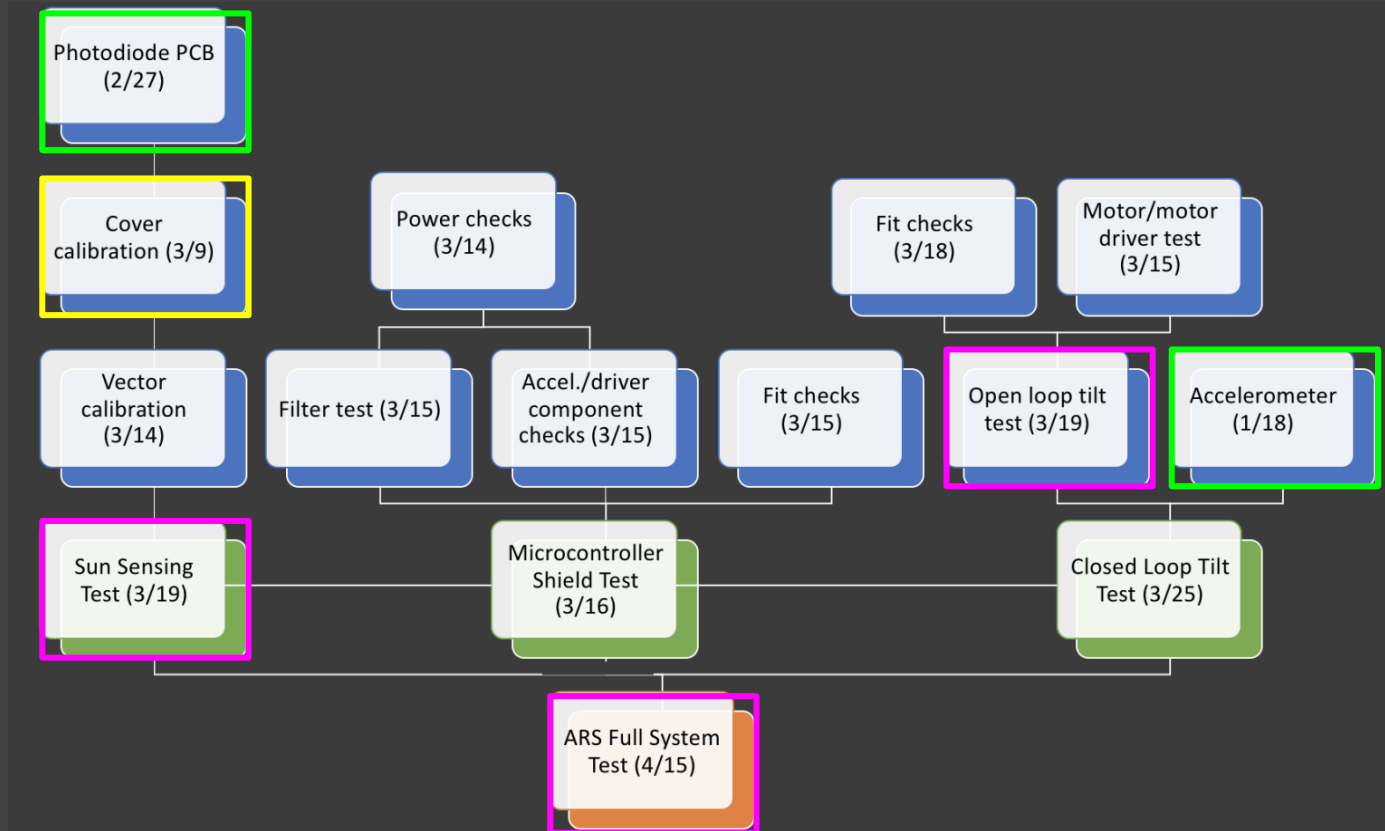 Photodiode PCB
(2/27)
Cover
calibration (3/9)
Power checks
(3/14)
Fit checks
(3/18)
Motor/motor
driver test
(3/15)
Vector
calibration
(3/14)
Filter test (3/15)
Accel./driver
component
checks (3/15)
Fit checks
(3/15)
Open loop tilt
test (3/19)
Accelerometer
(1/18)
Sun Sensing
Test (3/19)
Microcontroller
Shield Test
(3/16)
Closed Loop Tilt
Test (3/25)
ARS Full System
Test (4/15)